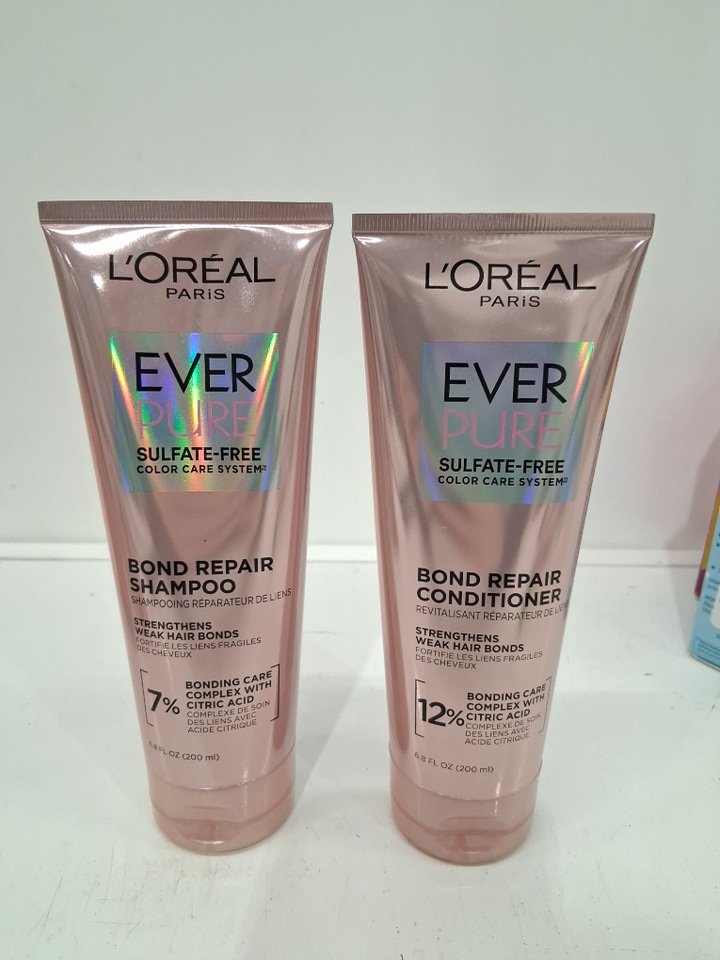 L'ORÉAL
PARiS
EVER
PURE
SULFATE-FREE
COLOR CARE SYSTEM
BOND REPAIR
SHAMPOO
SHAMPOOING RÉPARATEUR DE LIENS
STRENGTHENS
WEAK HAIR BONDS
FORTIFIE LES LIENS FRAGILES
DES CHEVEUX
7%
BONDING CARE
COMPLEX WITH
CITRIC ACID
COMPLEXE DE SOIN
DES LIENS AVEC
ACIDE CITRIQUE
6.8 FL OZ (200 ml)
L'ORÉAL
PARiS
EVER
PURE
SULFATE-FREE
COLOR CARE SYSTEM
BOND REPAIR
CONDITIONER
REVITALISANT RÉPARATEUR DE
STRENGTHENS
WEAK HAIR BONDS
FORTIFIE LES LIENS FRAGILES
DES CHEVEUX
12%
BONDING CARE
COMPLEX WITH
CITRIC ACID
COMPLEXE DE SOIN
DES LIENS AVEC
ACIDE CITRIQUE
6.8 FL OZ (200 ml)